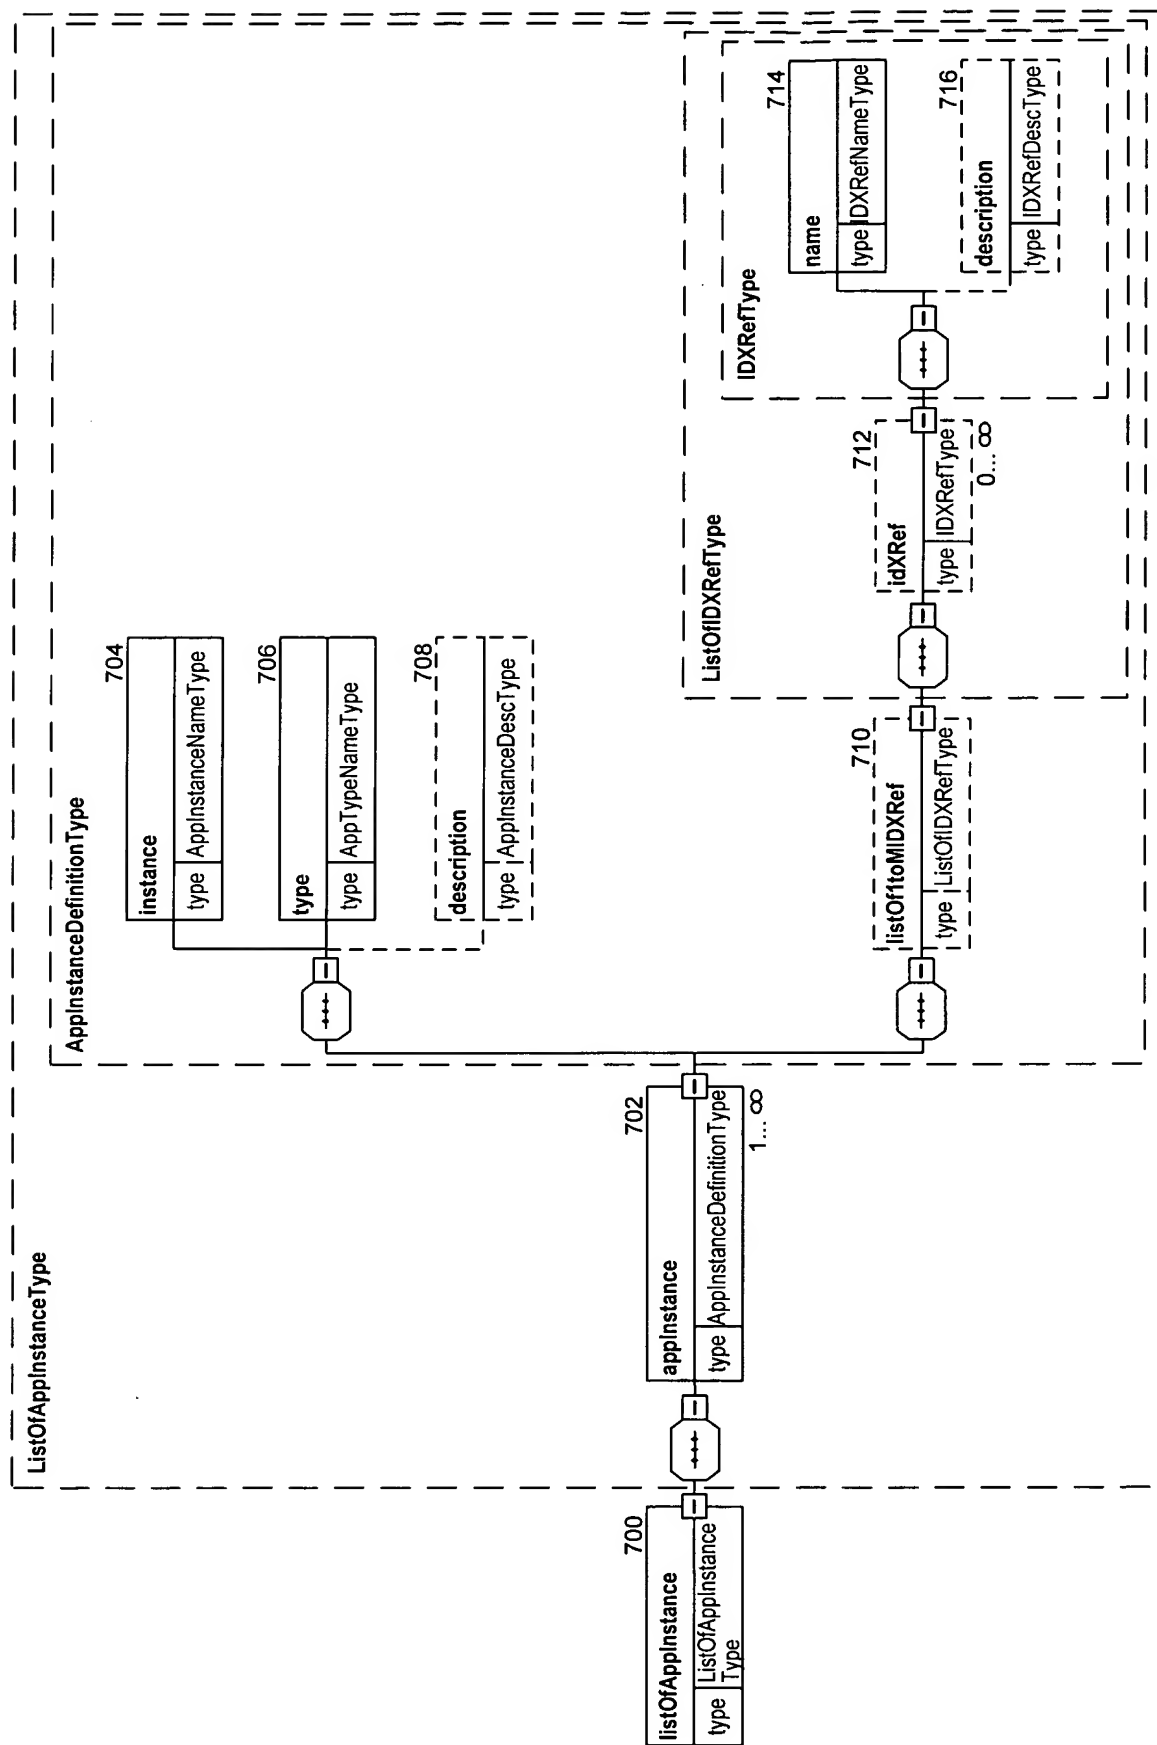 ListOfAppInstanceType
AppInstanceDefinitionType
704
instance
type AppInstanceNameType
706
type
type AppTypeNameType
708
description
type AppInstanceDescType
700
listOfAppInstance
type ListOfAppInstance
Type
702
appInstance
type AppInstanceDefinitionType
1... ∞
710
listOf1toMIDXRef
type ListOfIDXRefType
ListOfIDXRefType
712
idXRef
type IDXRefType
0... ∞
IDXRefType
714
name
type IDXRefNameType
716
description
type IDXRefDescType